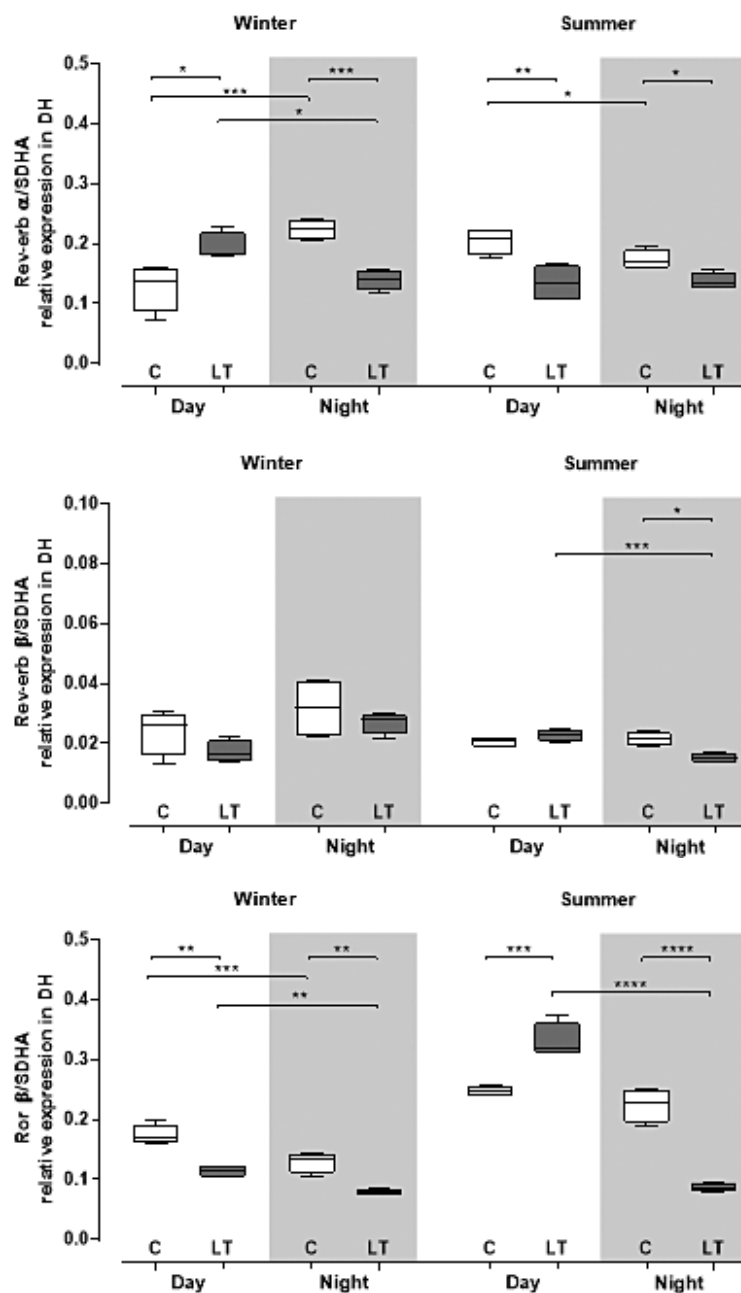 Winter Summer
Rev-erb α/SDHA
relative expression in DH
0.5
0.4
0.3
0.2
0.1
0.0
* *** *** * ** * *
C LT C LT C LT C LT
Day Night Day Night
Winter Summer
Rev-erb β/SDHA
relative expression in DH
0.10
0.08
0.06
0.04
0.02
0.00
* ***
C LT C LT C LT C LT
Day Night Day Night
Winter Summer
Ror β/SDHA
relative expression in DH
0.5
0.4
0.3
0.2
0.1
0.0
** ** *** **** *** ** ****
C LT C LT C LT C LT
Day Night Day Night